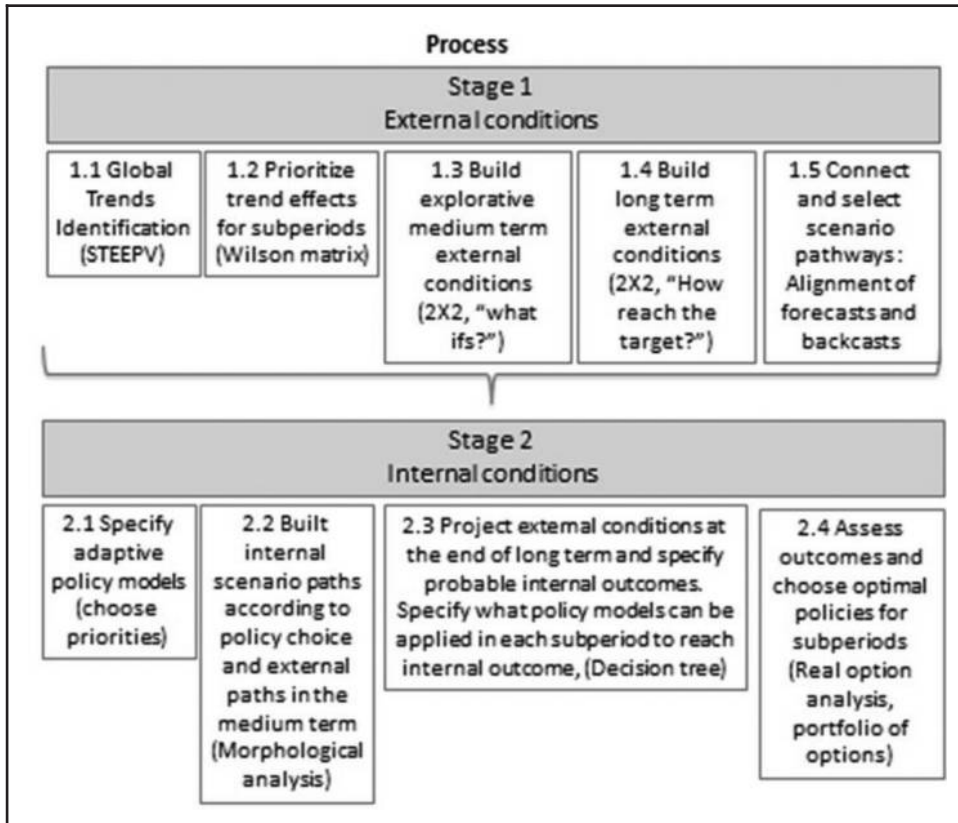 Process
Stage 1
External conditions
1.1 Global
Trends
Identification
(STEEPV)
1.2 Prioritize
trend effects
for subperiods
(Wilson matrix)
1.3 Build
explorative
medium term
external
conditions
(2X2, “what
ifs?”)
1.4 Build
long term
external
conditions
(2X2, “How
reach the
target?”)
1.5 Connect
and select
scenario
pathways:
Alignment of
forecasts and
backcasts
Stage 2
Internal conditions
2.1 Specify
adaptive
policy models
(choose
priorities)
2.2 Built
internal
scenario paths
according to
policy choice
and external
paths in the
medium term
(Morphological
analysis)
2.3 Project external conditions at
the end of long term and specify
probable internal outcomes.
Specify what policy models can be
applied in each subperiod to reach
internal outcome, (Decision tree)
2.4 Assess
outcomes and
choose optimal
policies for
subperiods
(Real option
analysis,
portfolio of
options)